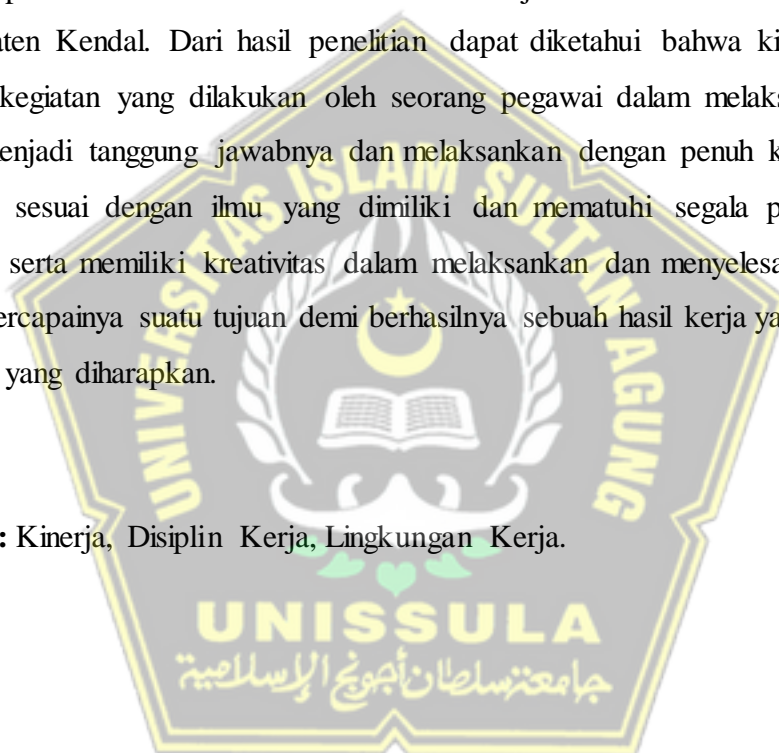 aten Kendal. Dari hasil penelitian dapat diketahui bahwa ki
kegiatan yang dilakukan oleh seorang pegawai dalam melaks
enjadi tanggung jawabnya dan melaksankan dengan penuh k
sesuai dengan ilmu yang dimiliki dan mematuhi segala p
serta memiliki kreativitas dalam melaksankan dan menyelesa
ercapainya suatu tujuan demi berhasilnya sebuah hasil kerja ya
yang diharapkan.
: Kinerja, Disiplin Kerja, Lingkungan Kerja.
UNIVERSITAS ISLAM SULTAN AGUNG
UNISSULA
جامعة سلطان أجونج الإسلامية